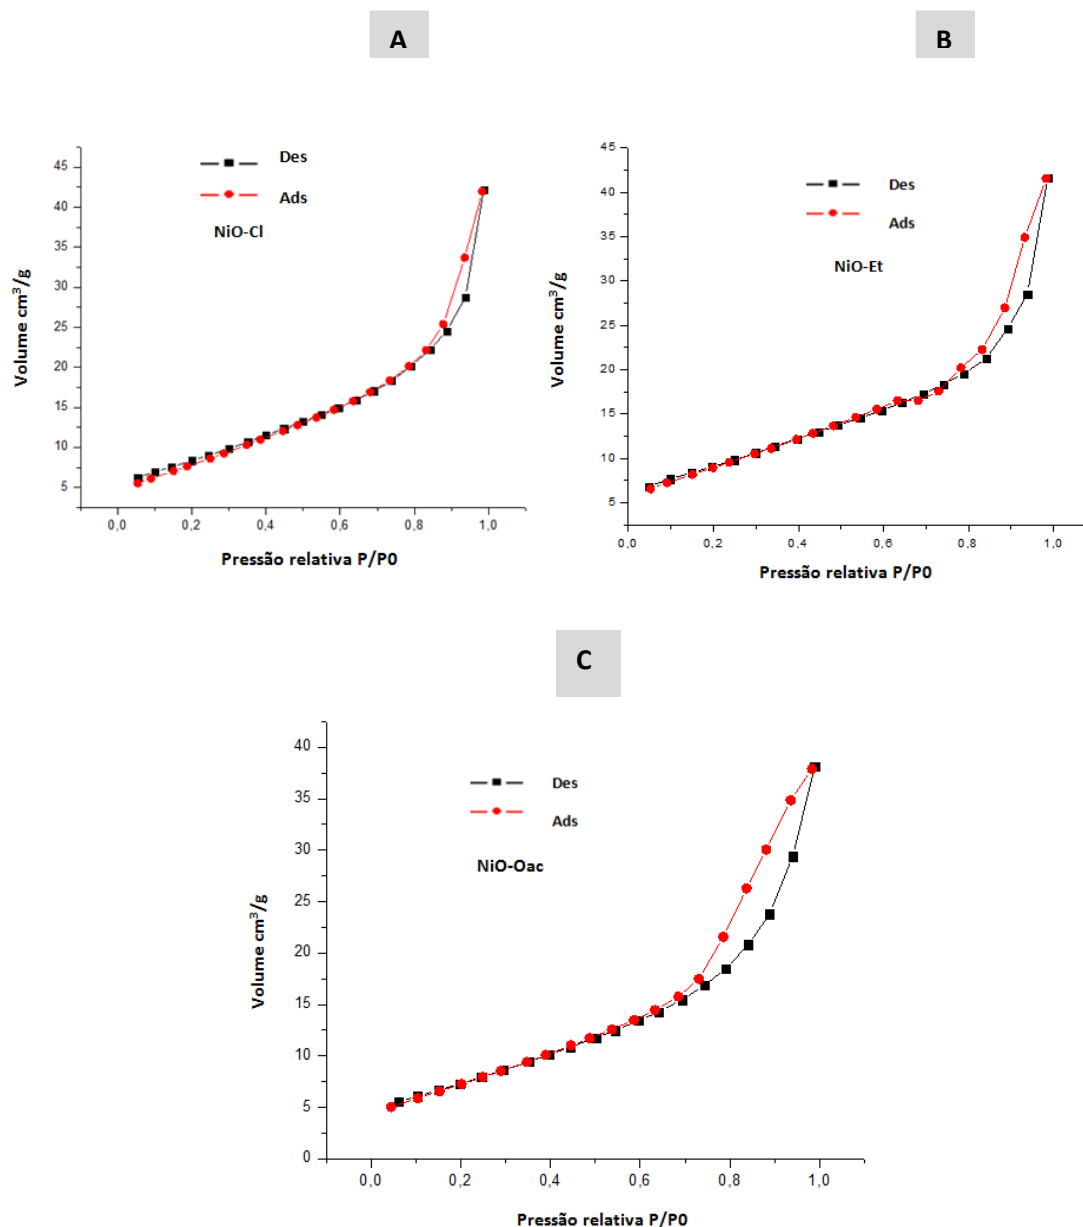 A
B
45
40
35
30
25
20
15
10
5
Volume cm³/g
Des
Ads
NiO-Cl
0,0 0,2 0,4 0,6 0,8 1,0
Pressão relativa P/P0
45
40
35
30
25
20
15
10
5
Volume cm³/g
Des
Ads
NiO-Et
0,0 0,2 0,4 0,6 0,8 1,0
Pressão relativa P/P0
C
40
35
30
25
20
15
10
5
0
Volume cm³/g
Des
Ads
NiO-Oac
0,0 0,2 0,4 0,6 0,8 1,0
Pressão relativa P/P0